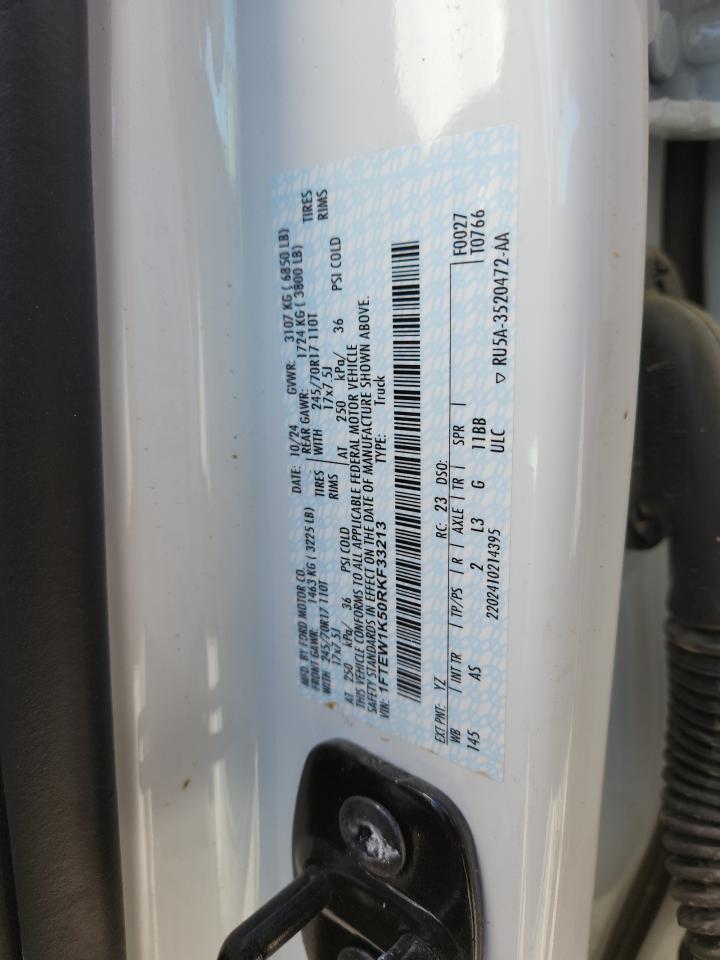 MFD. BY FORD MOTOR CO. DATE: 10/24 GVWR: 3107 KG ( 6850 LB)
FRONT GAWR: 1463 KG ( 3225 LB) REAR GAWR: 1724 KG ( 3800 LB)
WITH 245/70R17 110T TIRES WITH 245/70R17 110T TIRES
17x7.5J RIMS 17x7.5J RIMS
AT 250 kPa/ 36 PSI COLD AT 250 kPa/ 36 PSI COLD
THIS VEHICLE CONFORMS TO ALL APPLICABLE FEDERAL MOTOR VEHICLE
SAFETY STANDARDS IN EFFECT ON THE DATE OF MANUFACTURE SHOWN ABOVE.
VIN: 1FTEW1K50RKF33213 TYPE: Truck
EXT PNT: YZ RC: 23 DSO: F0027
WB | INT TR | TP/PS | R | AXLE | TR | SPR | T0766
145 AS 2 L3 G 11BB
2202410214395 ULC ▽ RU5A-3520472-AA